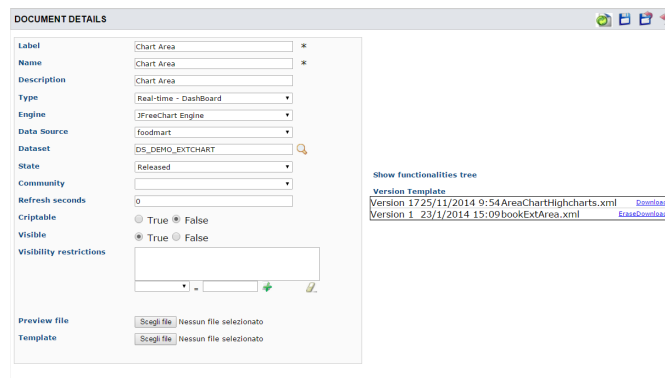 DOCUMENT DETAILS
Label Chart Area *
Name Chart Area *
Description Chart Area
Type Real-time - DashBoard
Engine JFreeChart Engine
Data Source foodmart
Dataset DS_DEMO_EXTCHART
State Released
Community
Refresh seconds 0
Criptable True False
Visible True False
Visibility restrictions
=
Preview file Scegli file Nessun file selezionato
Template Scegli file Nessun file selezionato
Show functionalities tree
Version Template
Version 17 25/11/2014 9:54 AreaChartHighcharts.xml Download
Version 1 23/1/2014 15:09 bookExtArea.xml Erase Download